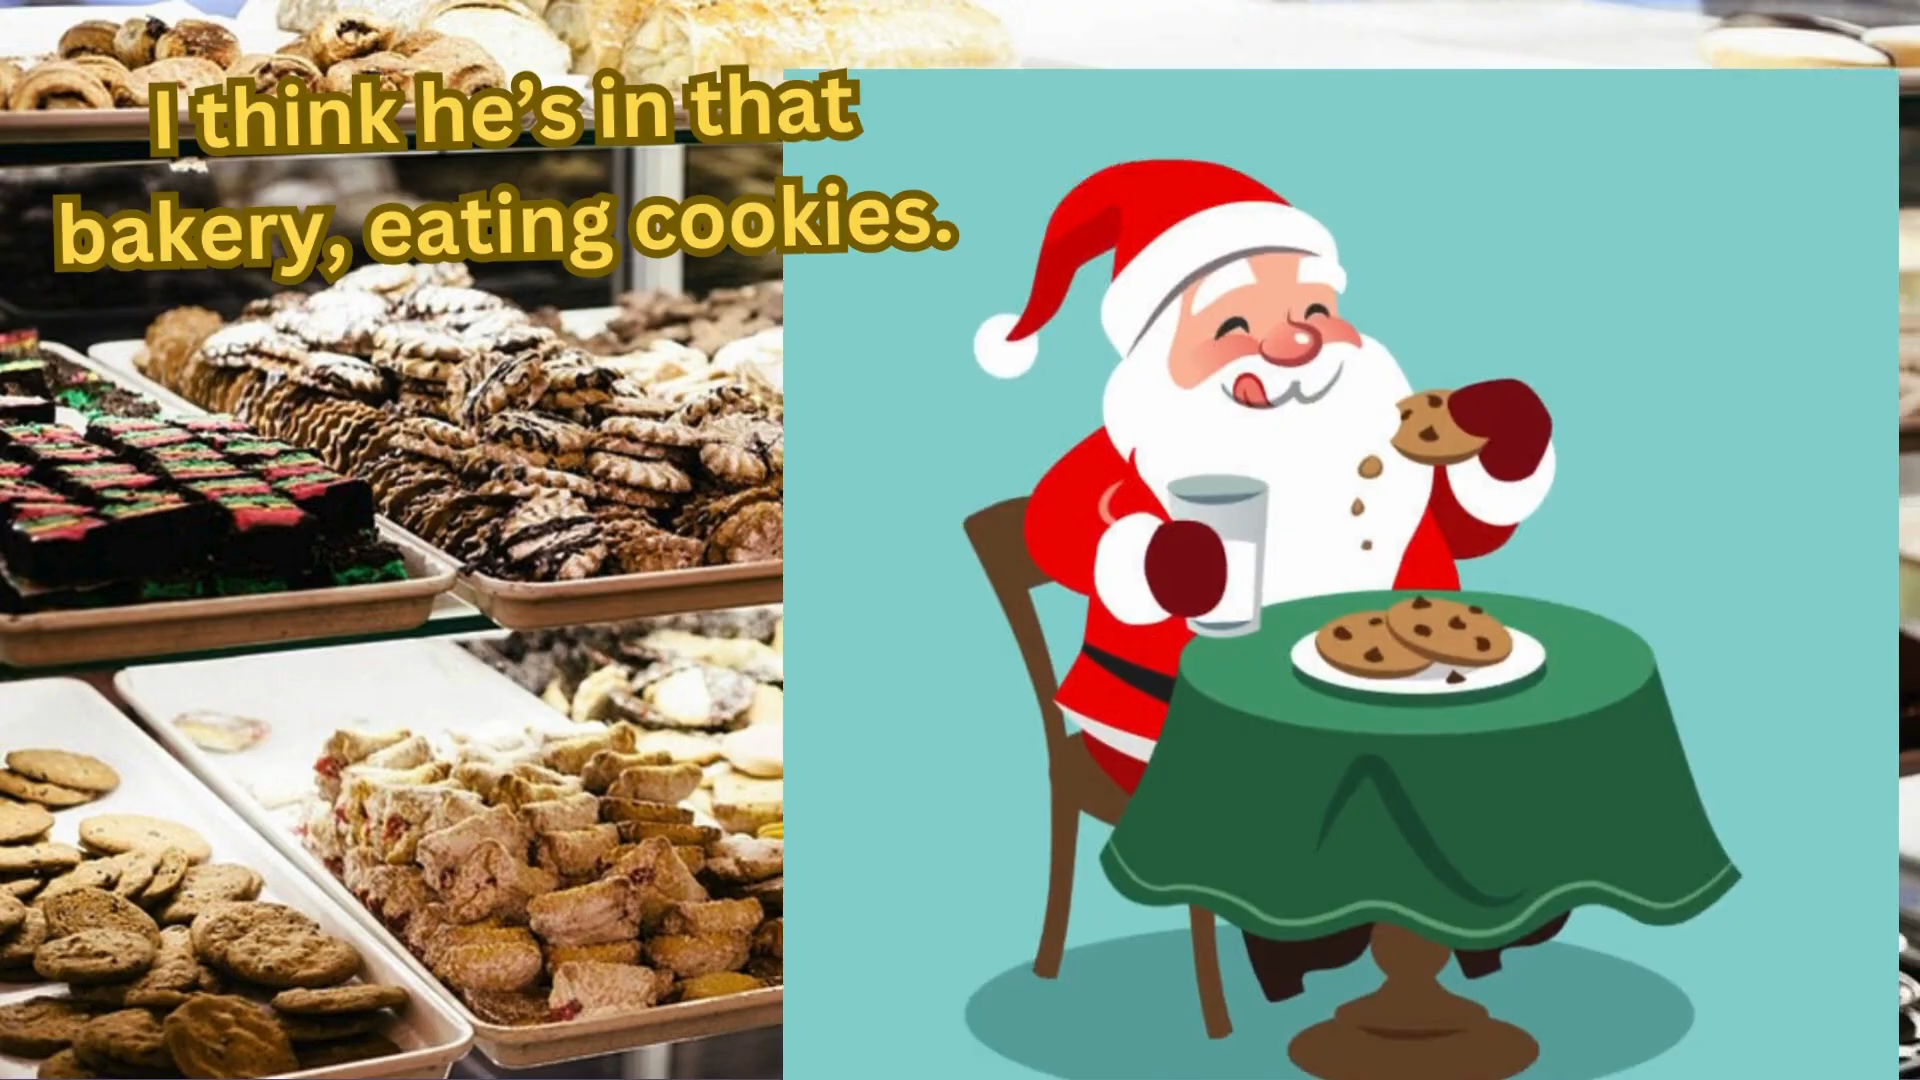 I think he’s in that
bakery, eating cookies.